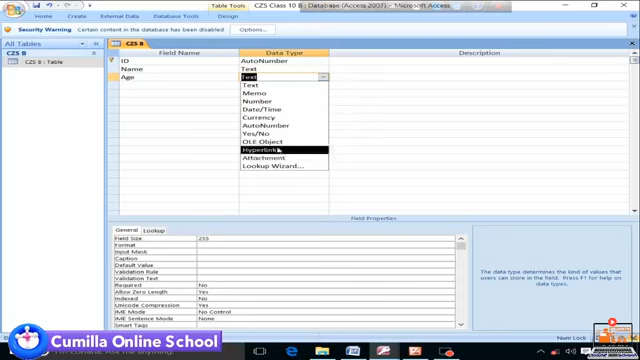 Table Tools
CZS Class 10 B : Database (Access 2007) - Microsoft Access
Home
Create
External Data
Database Tools
Design
Security Warning
Certain content in the database has been disabled
Options...
All Tables
CZS B
CZS B : Table
CZS B
Field Name
Data Type
Description
ID
AutoNumber
Name
Text
Age
Text
Text
Memo
Number
Date/Time
Currency
AutoNumber
Yes/No
OLE Object
Hyperlink
Attachment
Lookup Wizard...
Field Properties
General
Lookup
Field Size
255
Format
Input Mask
Caption
Default Value
Validation Rule
Validation Text
Required
No
Allow Zero Length
Yes
Indexed
No
Unicode Compression
Yes
IME Mode
No Control
IME Sentence Mode
None
Smart Tags
The data type determines the kind of values that
users can store in the field. Press F1 for help on
data types.
Num Lock
Cumilla Online School